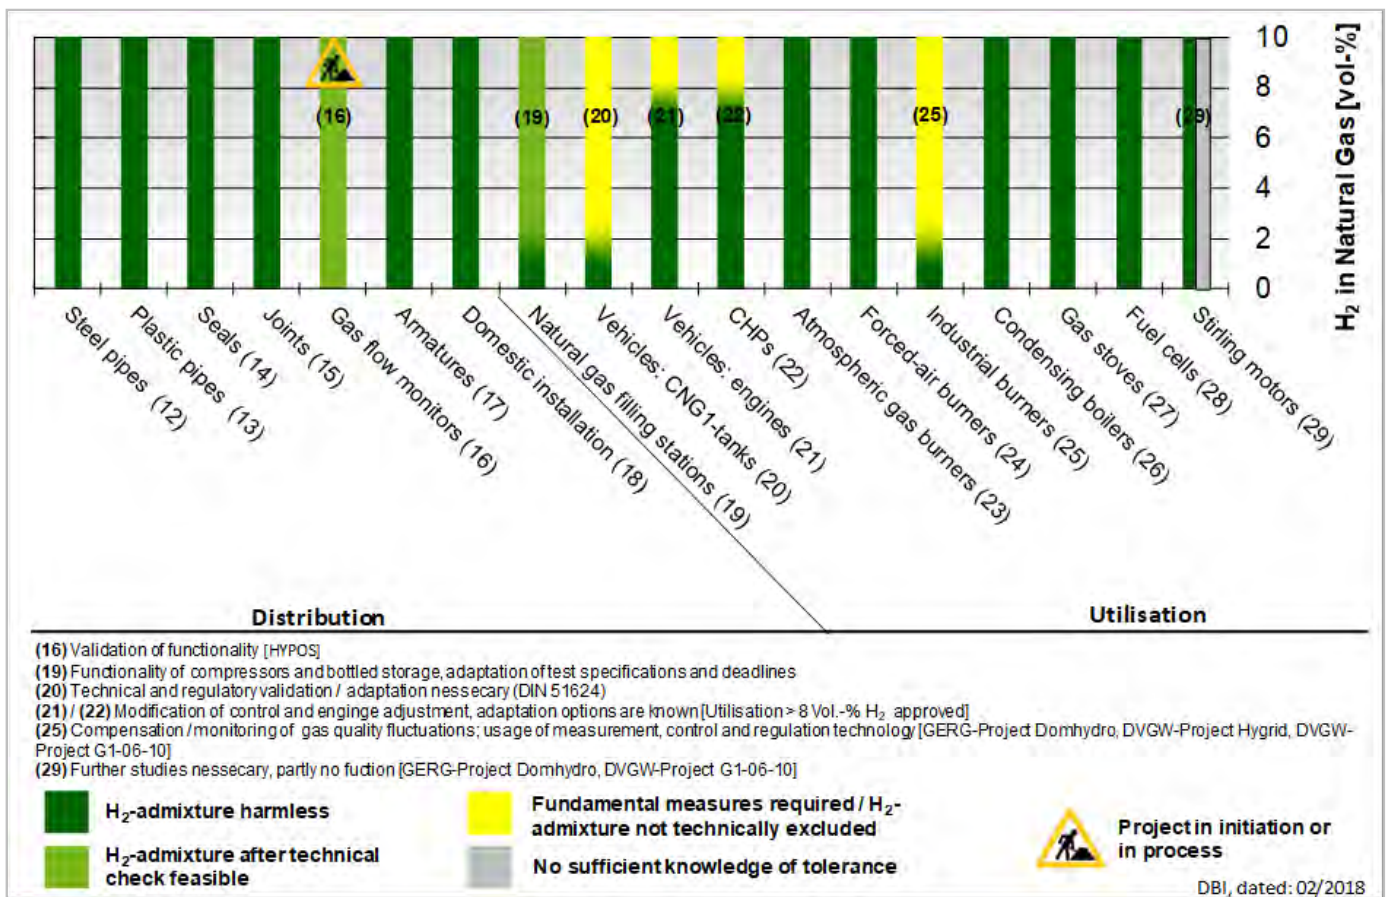 10
8
6
4
2
0
H2 in Natural Gas [vol-%]
(16)
(19)
(20)
(21)
(22)
(25)
(29)
Steel pipes (12)
Plastic pipes (13)
Seals (14)
Joints (15)
Gas flow monitors (16)
Armatures (17)
Domestic installation (18)
Natural gas filling stations (19)
Vehicles: CNG1-tanks (20)
Vehicles: engines (21)
CHPs (22)
Atmospheric gas burners (23)
Forced-air burners (24)
Industrial burners (25)
Condensing boilers (26)
Gas stoves (27)
Fuel cells (28)
Stirling motors (29)
Distribution
Utilisation
(16) Validation of functionality [HYPOS]
(19) Functionality of compressors and bottled storage, adaptation of test specifications and deadlines
(20) Technical and regulatory validation / adaptation nessecary (DIN 51624)
(21) / (22) Modification of control and enginge adjustment, adaptation options are known [Utilisation > 8 Vol.-% H2 approved]
(25) Compensation / monitoring of gas quality fluctuations; usage of measurement, control and regulation technology [GERG-Project Domhydro, DVGW-Project Hygrid, DVGW-
Project G1-06-10]
(29) Further studies nessecary, partly no fuction [GERG-Project Domhydro, DVGW-Project G1-06-10]
H2-admixture harmless
H2-admixture after technical
check feasible
Fundamental measures required / H2-
admixture not technically excluded
No sufficient knowledge of tolerance
Project in initiation or
in process
DBI, dated: 02/2018